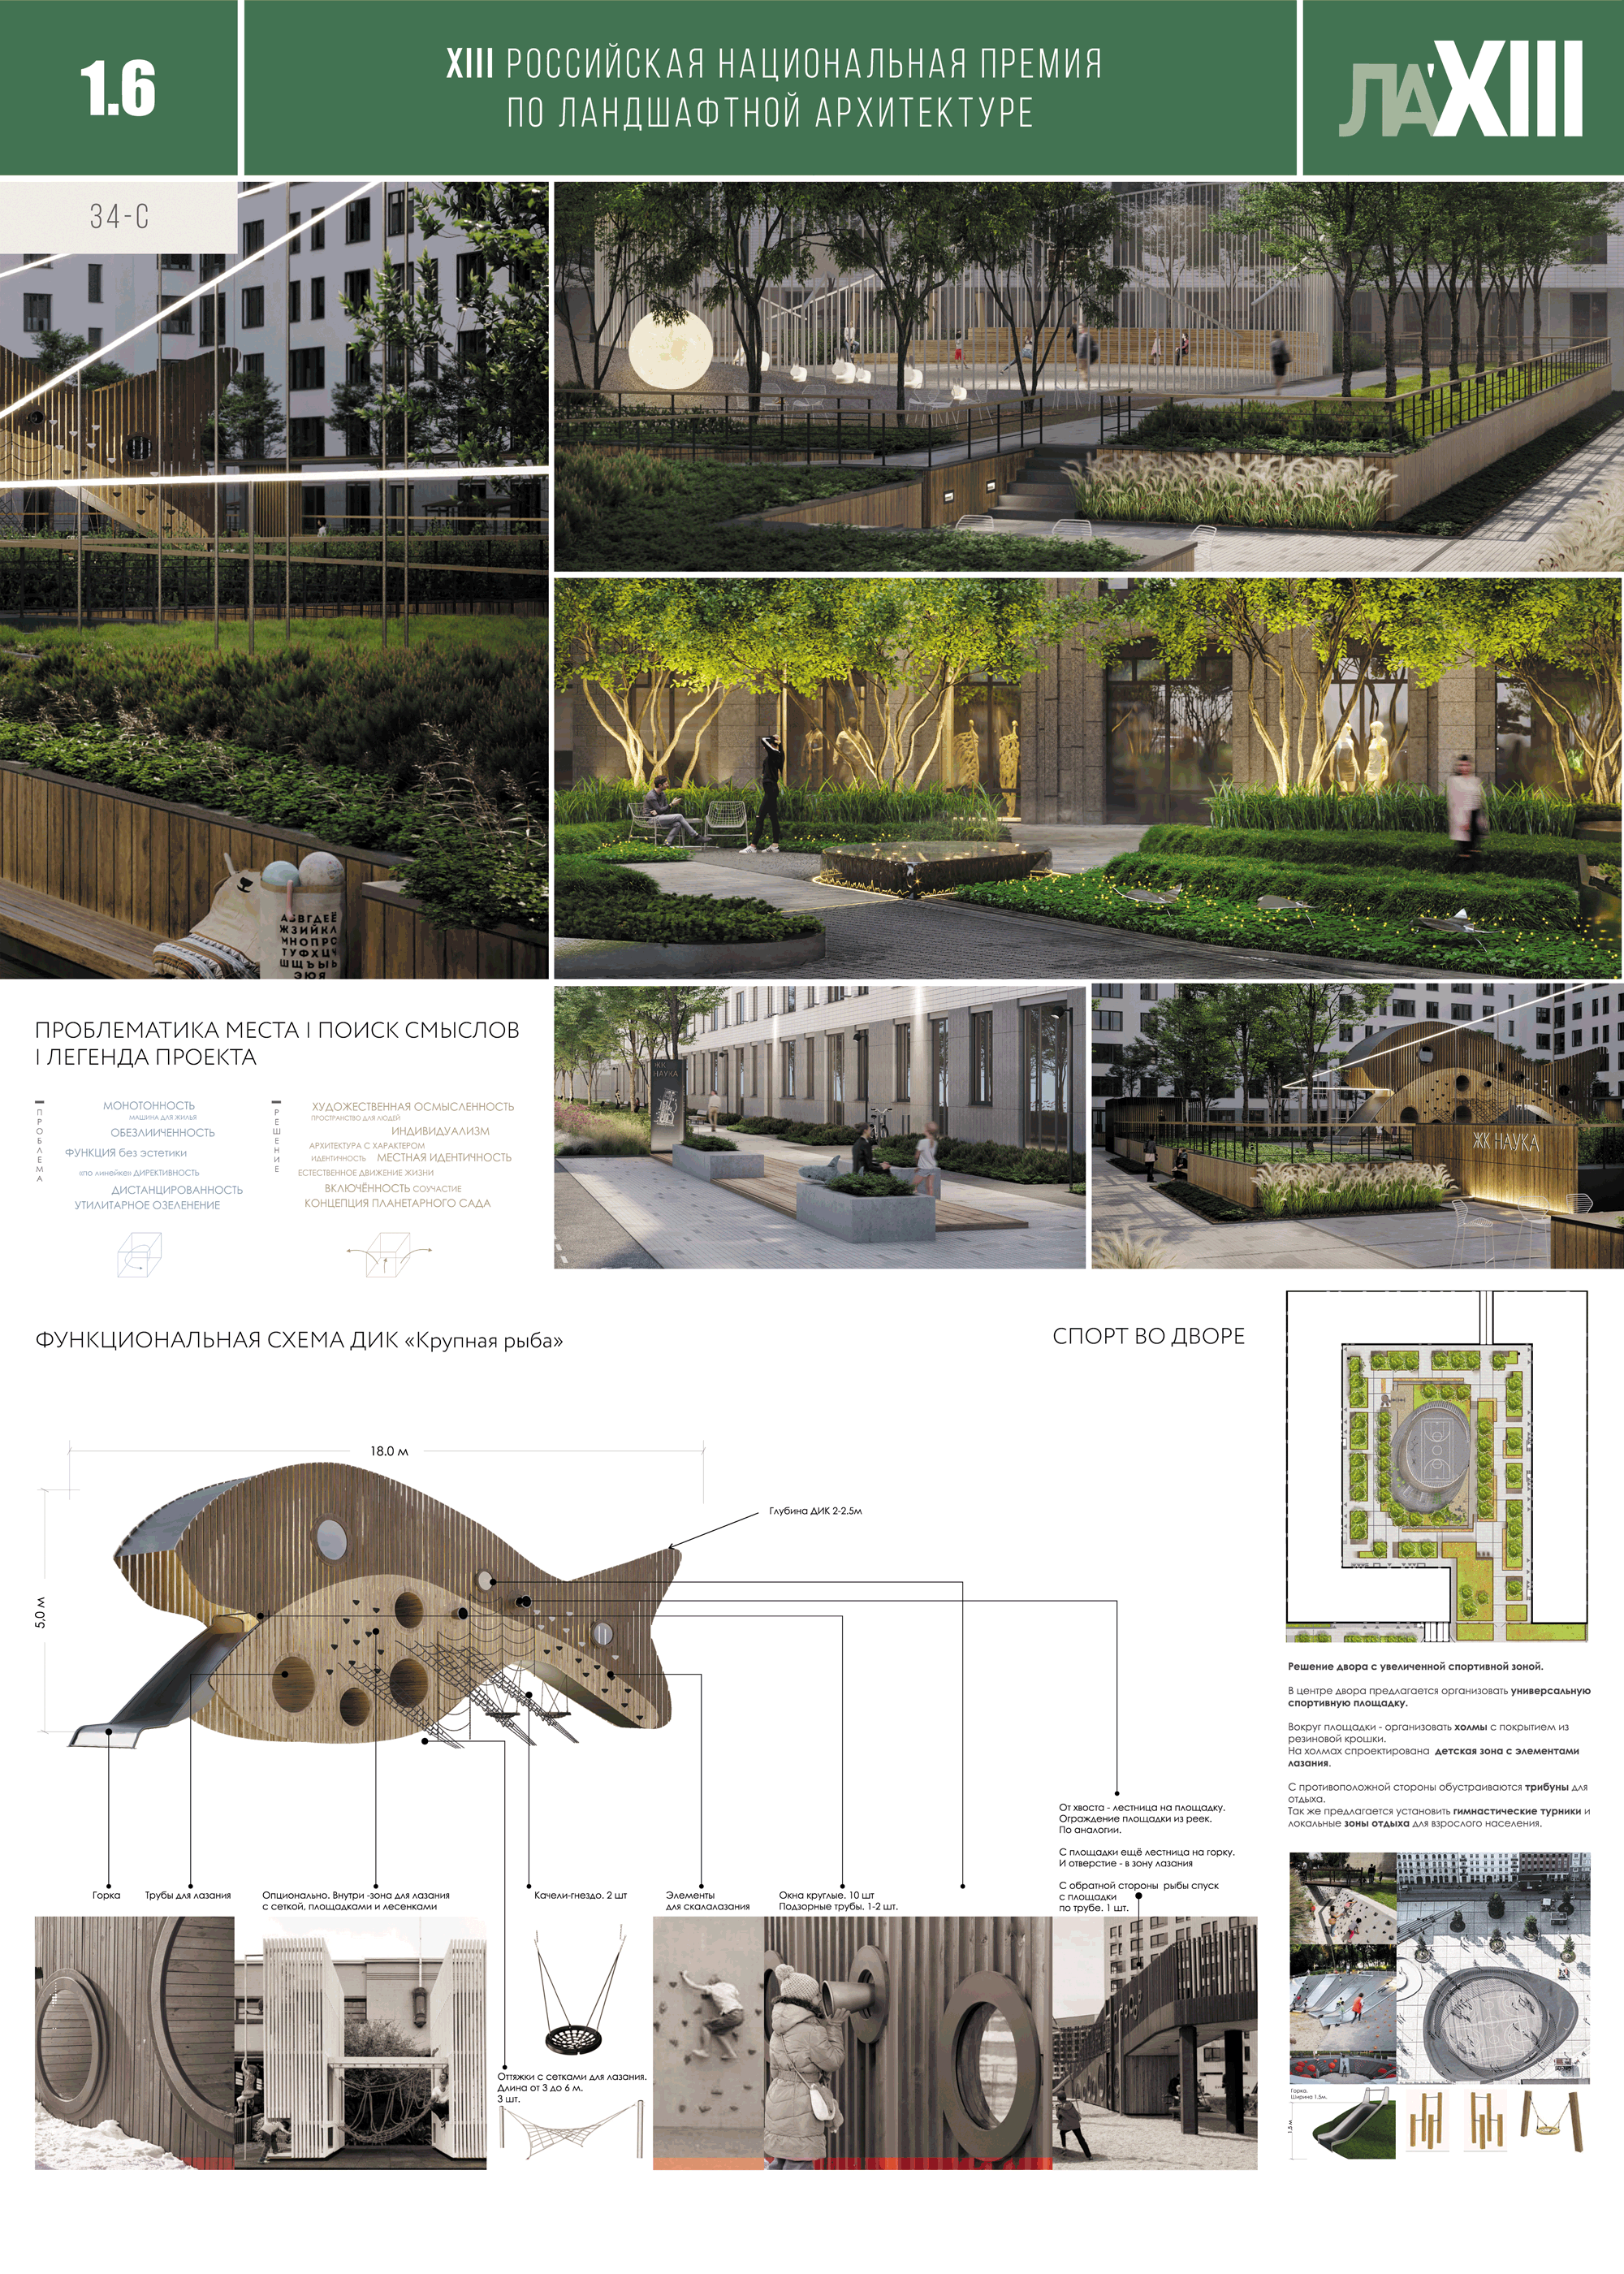 1.6
XIII РОССИЙСКАЯ НАЦИОНАЛЬНАЯ ПРЕМИЯ
ПО ЛАНДШАФТНОЙ АРХИТЕКТУРЕ
ЛА'XIII
34-С
АБВГДЕЁ
ЖЗИЙКЛ
МНОПРС
ТУФХЦЧ
ШЩЪЫЬ
ЭЮЯ
ЖК
НАУКА
ЖК НАУКА
ПРОБЛЕМАТИКА МЕСТА | ПОИСК СМЫСЛОВ
| ЛЕГЕНДА ПРОЕКТА
ПРОБЛЕМА
МОНОТОННОСТЬ
МАШИНА ДЛЯ ЖИЛЬЯ
ОБЕЗЛИИЧЕННОСТЬ
ФУНКЦИЯ без эстетики
«по линейке» ДИРЕКТИВНОСТЬ
ДИСТАНЦИРОВАННОСТЬ
УТИЛИТАРНОЕ ОЗЕЛЕНЕНИЕ
РЕШЕНИЕ
ХУДОЖЕСТВЕННАЯ ОСМЫСЛЕННОСТЬ
ПРОСТРАНСТВО ДЛЯ ЛЮДЕЙ
ИНДИВИДУАЛИЗМ
АРХИТЕКТУРА С ХАРАКТЕРОМ
ИДЕНТИЧНОСТЬ МЕСТНАЯ ИДЕНТИЧНОСТЬ
ЕСТЕСТВЕННОЕ ДВИЖЕНИЕ ЖИЗНИ
ВКЛЮЧЁННОСТЬ СОУЧАСТИЕ
КОНЦЕПЦИЯ ПЛАНЕТАРНОГО САДА
ФУНКЦИОНАЛЬНАЯ СХЕМА ДИК «Крупная рыба»
18.0 м
5.0 м
Глубина ДИК 2-2.5м
Горка
Трубы для лазания
Опционально. Внутри -зона для лазания
с сеткой, площадками и лесенками
Качели-гнездо. 2 шт
Элементы
для скалалазания
Окна круглые. 10 шт
Подзорные трубы. 1-2 шт.
От хвоста - лестница на площадку.
Ограждение площадки из реек.
По аналогии.
С площадки ещё лестница на горку.
И отверстие - в зону лазания
С обратной стороны рыбы спуск
с площадки
по трубе. 1 шт.
Оттяжки с сетками для лазания.
Длина от 3 до 6 м.
3 шт.
СПОРТ ВО ДВОРЕ
Решение двора с увеличенной спортивной зоной.
В центре двора предлагается организовать универсальную
спортивную площадку.
Вокруг площадки - организовать холмы с покрытием из
резиновой крошки.
На холмах спроектирована детская зона с элементами
лазания.
С противоположной стороны обустраиваются трибуны для
отдыха.
Так же предлагается установить гимнастические турники и
локальные зоны отдыха для взрослого населения.
Горка.
Ширина 1,5м.